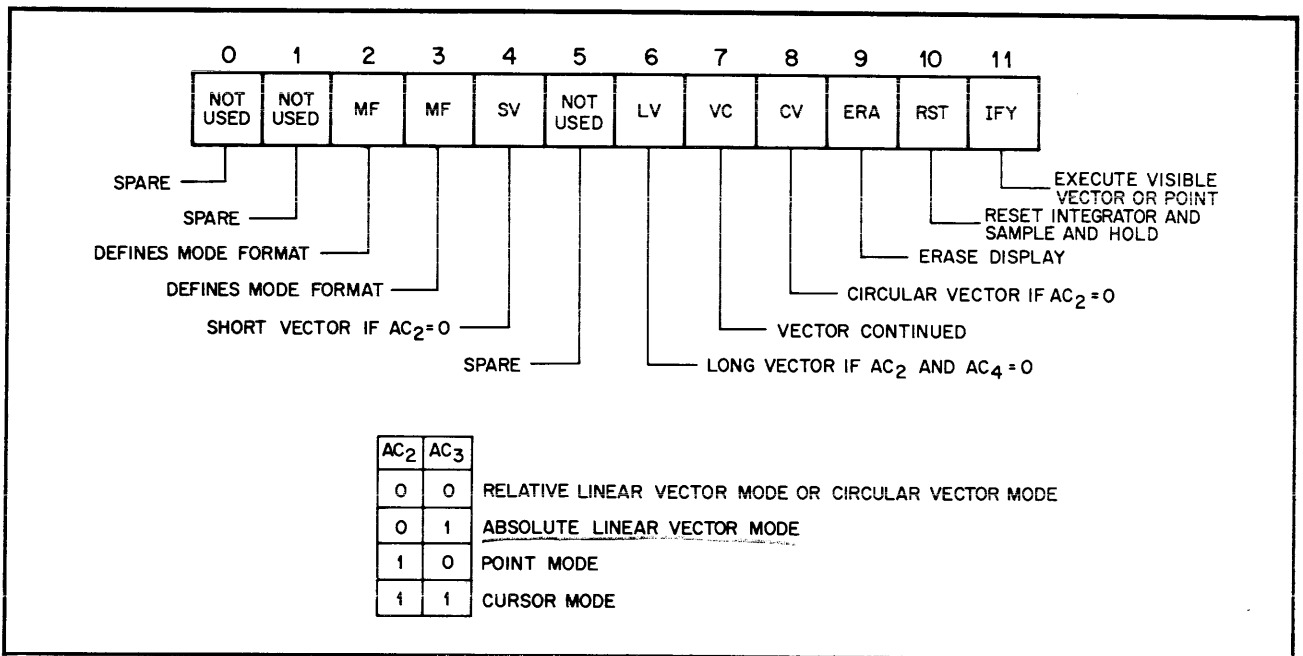 0 1 2 3 4 5 6 7 8 9 10 11
NOT USED NOT USED MF MF SV NOT USED LV VC CV ERA RST IFY
SPARE
EXECUTE VISIBLE
VECTOR OR POINT
SPARE
RESET INTEGRATOR AND
SAMPLE AND HOLD
DEFINES MODE FORMAT
ERASE DISPLAY
DEFINES MODE FORMAT
CIRCULAR VECTOR IF AC2=0
SHORT VECTOR IF AC2=0
VECTOR CONTINUED
SPARE
LONG VECTOR IF AC2 AND AC4=0
AC2 AC3
0 0 RELATIVE LINEAR VECTOR MODE OR CIRCULAR VECTOR MODE
0 1 ABSOLUTE LINEAR VECTOR MODE
1 0 POINT MODE
1 1 CURSOR MODE